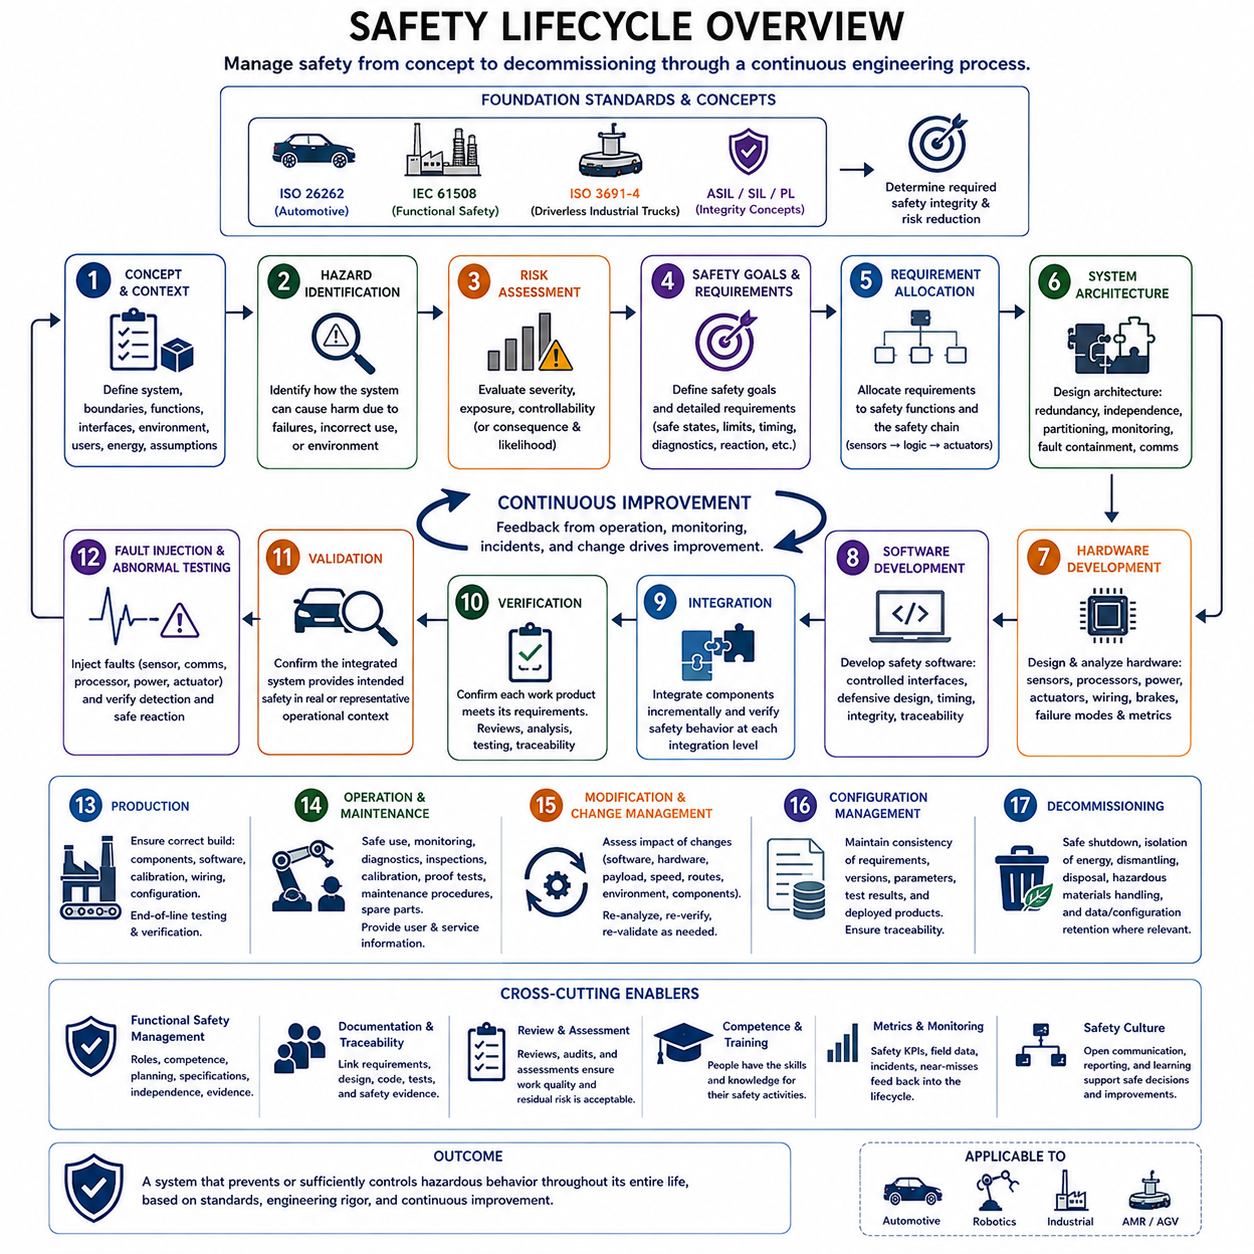 SAFETY LIFECYCLE OVERVIEW
Manage safety from concept to decommissioning through a continuous engineering process.
FOUNDATION STANDARDS & CONCEPTS
ISO 26262
(Automotive)
IEC 61508
(Functional Safety)
ISO 3691-4
(Driverless Industrial Trucks)
ASIL / SIL / PL
(Integrity Concepts)
Determine required
safety integrity &
risk reduction
1
CONCEPT
& CONTEXT
Define system,
boundaries, functions,
interfaces, environment,
users, energy, assumptions
2
HAZARD
IDENTIFICATION
Identify how the system
can cause harm due to
failures, incorrect use,
or environment
3
RISK
ASSESSMENT
Evaluate severity,
exposure, controllability
(or consequence &
likelihood)
4
SAFETY GOALS &
REQUIREMENTS
Define safety goals
and detailed requirements
(safe states, limits, timing,
diagnostics, reaction, etc.)
5
REQUIREMENT
ALLOCATION
Allocate requirements
to safety functions and
the safety chain
(sensors → logic → actuators)
6
SYSTEM
ARCHITECTURE
Design architecture:
redundancy, independence,
partitioning, monitoring,
fault containment, comms
CONTINUOUS IMPROVEMENT
Feedback from operation, monitoring,
incidents, and change drives improvement.
12
FAULT INJECTION &
ABNORMAL TESTING
Inject faults (sensor, comms,
processor, power, actuator)
and verify detection and
safe reaction
11
VALIDATION
Confirm the integrated
system provides intended
safety in real or representative
operational context
10
VERIFICATION
Confirm each work product
meets its requirements.
Reviews, analysis,
testing, traceability
9
INTEGRATION
Integrate components
incrementally and verify
safety behavior at each
integration level
8
SOFTWARE
DEVELOPMENT
</>
Develop safety software:
controlled interfaces,
defensive design, timing,
integrity, traceability
7
HARDWARE
DEVELOPMENT
Design & analyze hardware:
sensors, processors, power,
actuators, wiring, brakes,
failure modes & metrics
13
PRODUCTION
Ensure correct build:
components, software,
calibration, wiring,
configuration.
End-of-line testing
& verification.
14
OPERATION &
MAINTENANCE
Safe use, monitoring,
diagnostics, inspections,
calibration, proof tests,
maintenance procedures,
spare parts.
Provide user & service
information.
15
MODIFICATION &
CHANGE MANAGEMENT
Assess impact of changes
(software, hardware,
payload, speed, routes,
environment, components).
Re-analyze, re-verify,
re-validate as needed.
16
CONFIGURATION
MANAGEMENT
Maintain consistency
of requirements,
versions, parameters,
test results, and
deployed products.
Ensure traceability.
17
DECOMMISSIONING
Safe shutdown, isolation
of energy, dismantling,
disposal, hazardous
materials handling,
and data/configuration
retention where relevant.
CROSS-CUTTING ENABLERS
Functional Safety
Management
Roles, competence,
planning, specifications,
independence, evidence.
Documentation &
Traceability
Link requirements,
design, code, tests,
and safety evidence.
Review & Assessment
Reviews, audits, and
assessments ensure
work quality and
residual risk is acceptable.
Competence &
Training
People have the skills
and knowledge for
their safety activities.
Metrics & Monitoring
Safety KPIs, field data,
incidents, near-misses
feed back into the
lifecycle.
Safety Culture
Open communication,
reporting, and learning
support safe decisions
and improvements.
OUTCOME
A system that prevents or sufficiently controls hazardous behavior throughout its entire life,
based on standards, engineering rigor, and continuous improvement.
APPLICABLE TO
Automotive
Robotics
Industrial
AMR / AGV